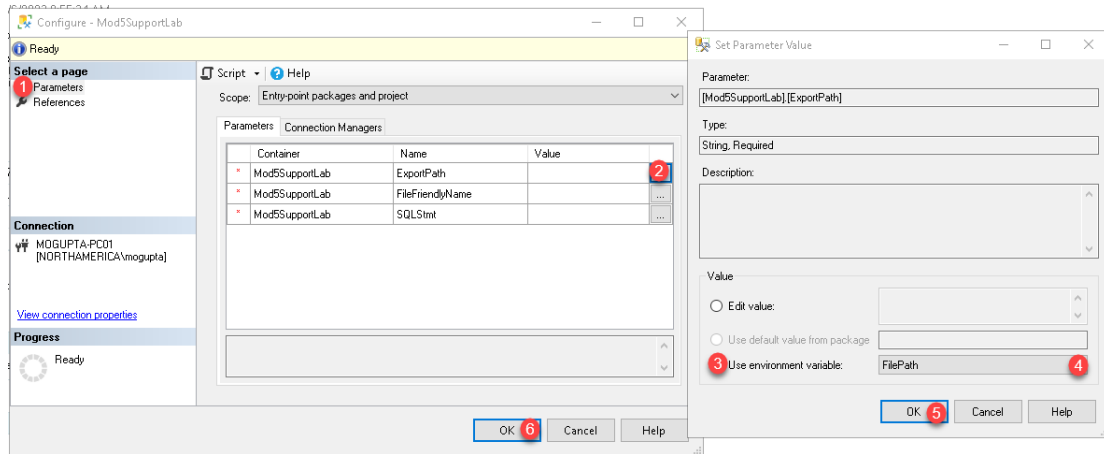 Configure - Mod5SupportLab
Ready
Select a page
1 Parameters
References
Script Help
Scope: Entry-point packages and project
Parameters Connection Managers
Container Name Value
* Mod5SupportLab ExportPath 2
* Mod5SupportLab FileFriendlyName ...
* Mod5SupportLab SQLStmt ...
Connection
MOGUPTA-PC01
[NORTHAMERICA\mogupta]
View connection properties
Progress
Ready
OK 6 Cancel Help
Set Parameter Value
Parameter:
[Mod5SupportLab].[ExportPath]
Type:
String, Required
Description:
Value
Edit value:
Use default value from package
3 Use environment variable: FilePath 4
OK 5 Cancel Help